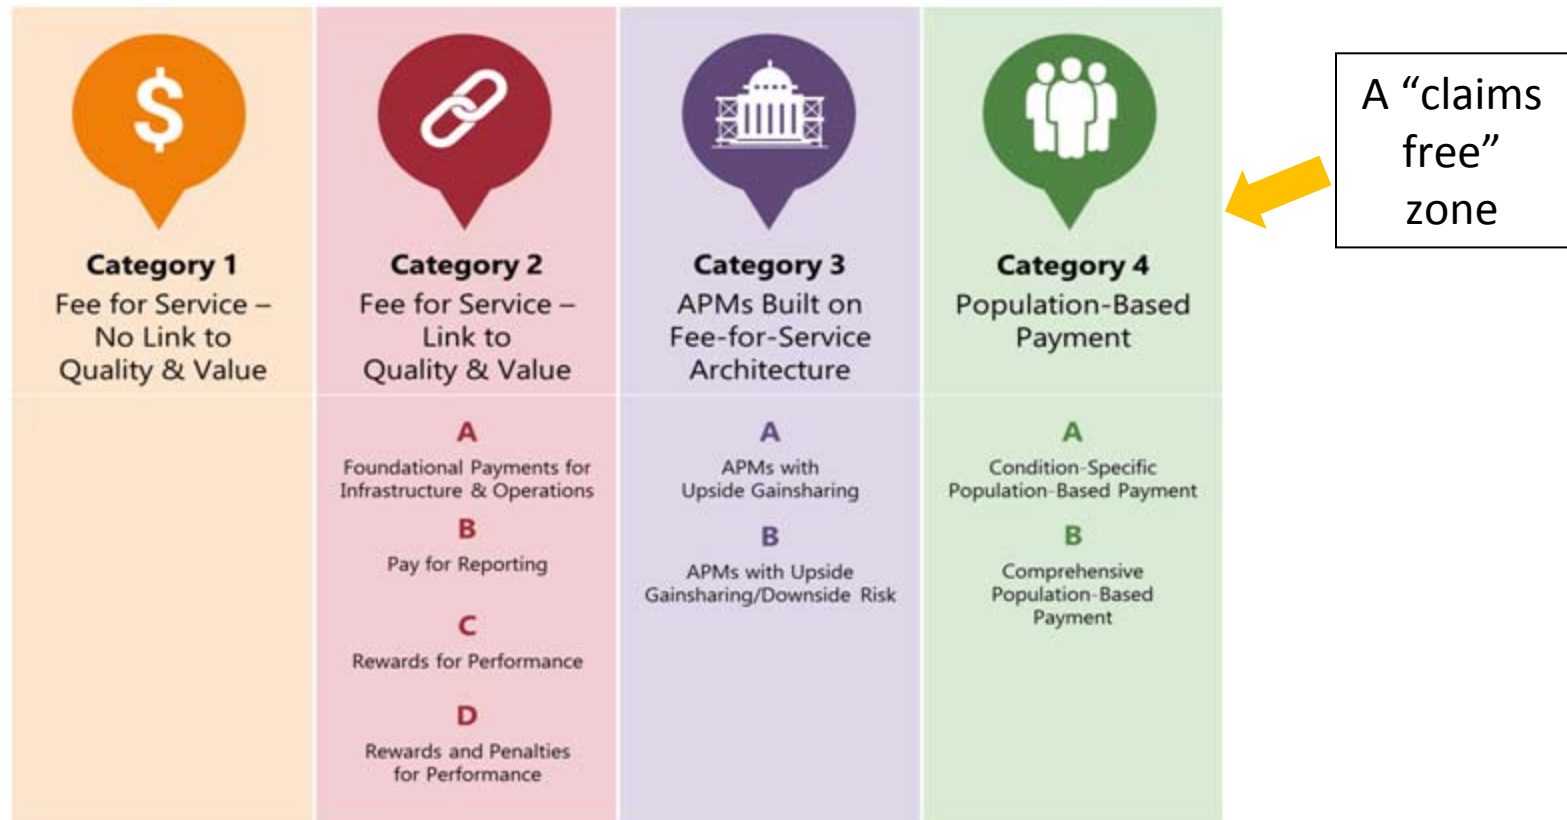 $
Category 1
Fee for Service –
No Link to
Quality & Value
Category 2
Fee for Service –
Link to
Quality & Value
A
Foundational Payments for
Infrastructure & Operations
B
Pay for Reporting
C
Rewards for Performance
D
Rewards and Penalties
for Performance
Category 3
APMs Built on
Fee-for-Service
Architecture
A
APMs with
Upside Gainsharing
B
APMs with Upside
Gainsharing/Downside Risk
Category 4
Population-Based
Payment
A
Condition-Specific
Population-Based Payment
B
Comprehensive
Population-Based
Payment
A “claims
free”
zone